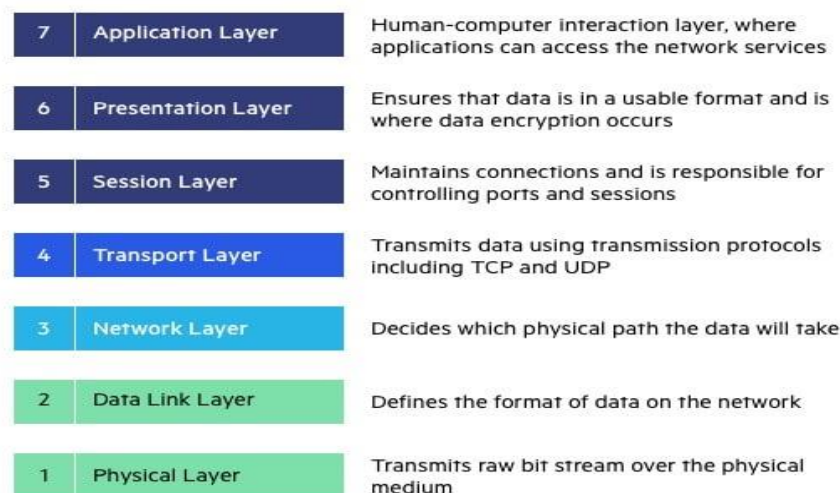 7 Application Layer Human-computer interaction layer, where
applications can access the network services
6 Presentation Layer Ensures that data is in a usable format and is
where data encryption occurs
5 Session Layer Maintains connections and is responsible for
controlling ports and sessions
4 Transport Layer Transmits data using transmission protocols
including TCP and UDP
3 Network Layer Decides which physical path the data will take
2 Data Link Layer Defines the format of data on the network
1 Physical Layer Transmits raw bit stream over the physical
medium